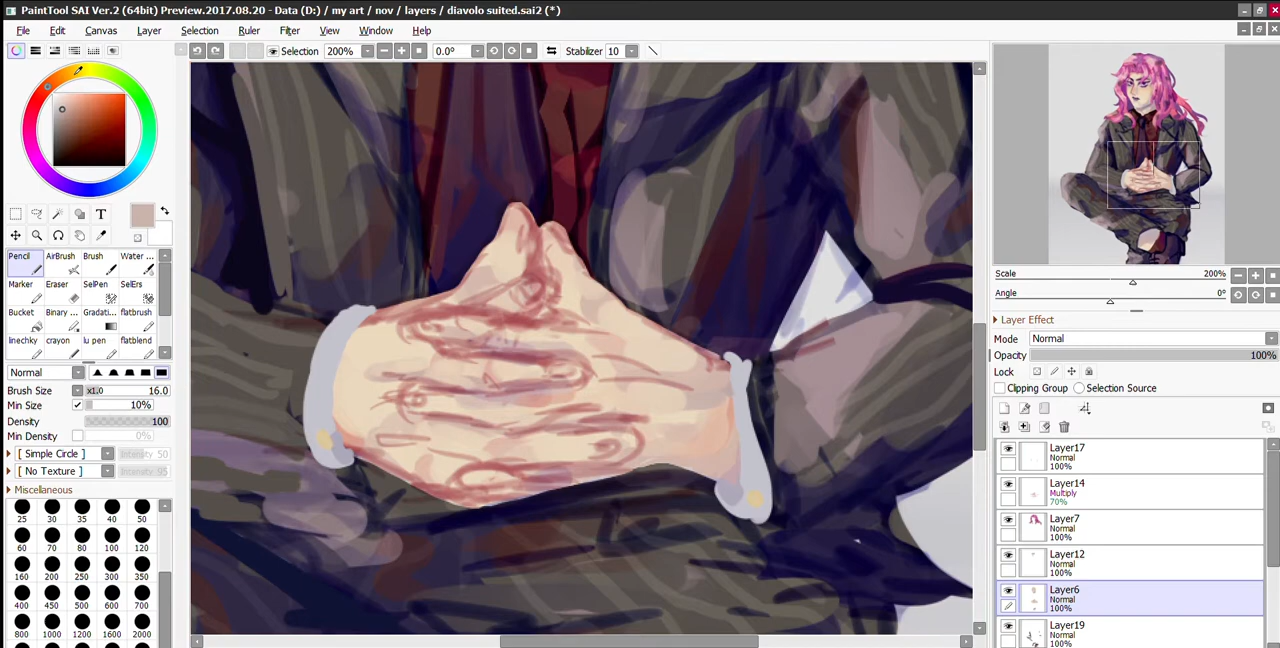 PaintTool SAI Ver.2 (64bit) Preview.2017.08.20 - Data (D:) / my art / nov / layers / diavolo suited.sai2 (*)
File Edit Canvas Layer Selection Ruler Filter View Window Help
Selection 200% 0.0° Stabilizer 10
T
Pencil AirBrush Brush Water ...
Marker Eraser SelPen SelErs
Bucket Binary ... Gradati... flatblend
linechky crayon lu pen flatblend
Normal
Brush Size x1.0 16.0
Min Size 10%
Density 100
Min Density 0%
[ Simple Circle ] Intensity 50
[ No Texture ] Intensity 95
Miscellaneous
25 30 35 40 50
60 70 80 100 120
160 200 250 300 350
400 450 500 600 700
800 1000 1200 1600 2000
Scale 200%
Angle 0°
Layer Effect
Mode Normal
Opacity 100%
Lock
Clipping Group Selection Source
Layer17
Normal
100%
Layer14
Multiply
70%
Layer7
Normal
100%
Layer12
Normal
100%
Layer6
Normal
100%
Layer19
Normal
100%